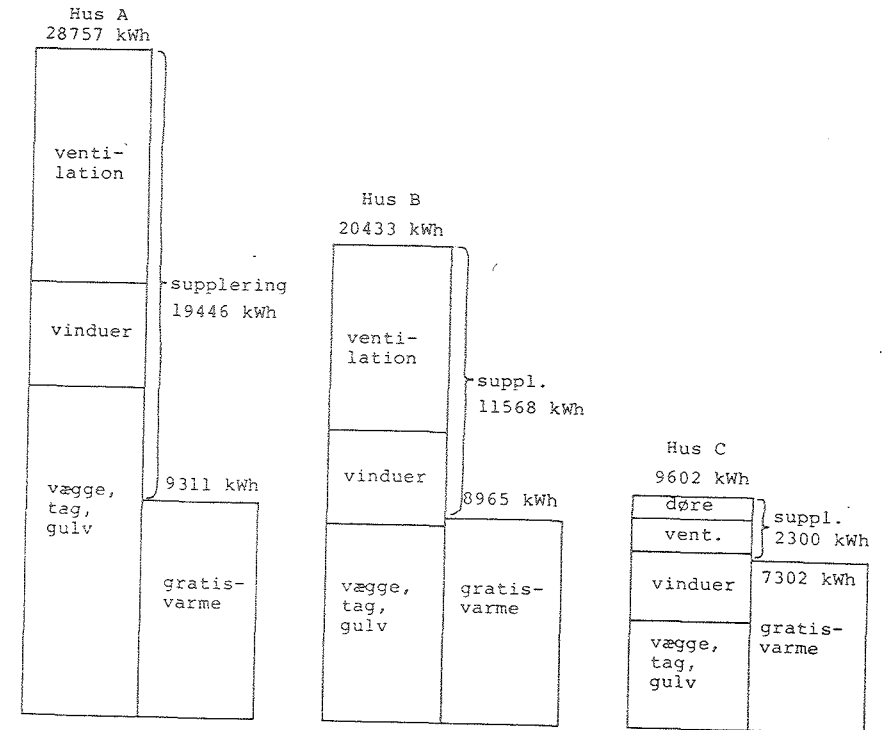 Hus A
28757 kWh
venti-
lation
vinduer
vægge,
tag,
gulv
supplering
19446 kWh
9311 kWh
gratis-
varme
Hus B
20433 kWh
venti-
lation
vinduer
vægge,
tag,
gulv
suppl.
11568 kWh
8965 kWh
gratis-
varme
Hus C
9602 kWh
døre
vent.
vinduer
vægge,
tag,
gulv
suppl.
2300 kWh
7302 kWh
gratis-
varme